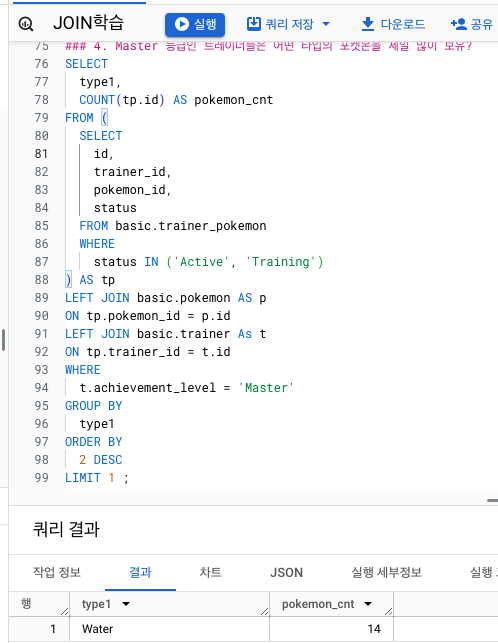 JOIN학습
실행
쿼리 저장
다운로드
공유
75 ### 4. Master 등급인 트레이너들은 어떤 타입의 포켓몬을 제일 많이 보유?
76 SELECT
77 type1,
78 COUNT(tp.id) AS pokemon_cnt
79 FROM (
80 SELECT
81 id,
82 trainer_id,
83 pokemon_id,
84 status
85 FROM basic.trainer_pokemon
86 WHERE
87 status IN ('Active', 'Training')
88 ) AS tp
89 LEFT JOIN basic.pokemon AS p
90 ON tp.pokemon_id = p.id
91 LEFT JOIN basic.trainer As t
92 ON tp.trainer_id = t.id
93 WHERE
94 t.achievement_level = 'Master'
95 GROUP BY
96 type1
97 ORDER BY
98 2 DESC
99 LIMIT 1 ;
쿼리 결과
작업 정보
결과
차트
JSON
실행 세부정보
실행
행 type1 pokemon_cnt
1 Water 14